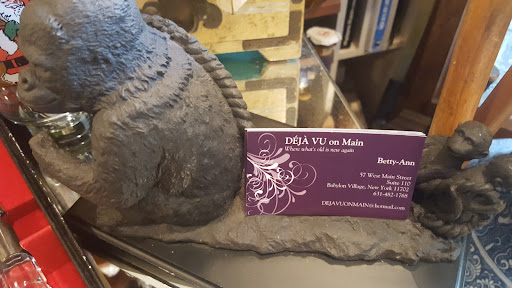 DÉJÀ VU on Main
Where what's old is new again
Betty-Ann
57 West Main Street
Suite 110
Babylon Village, New York 11702
631-482-1768
DEJAVUONMAIN@hotmail.com